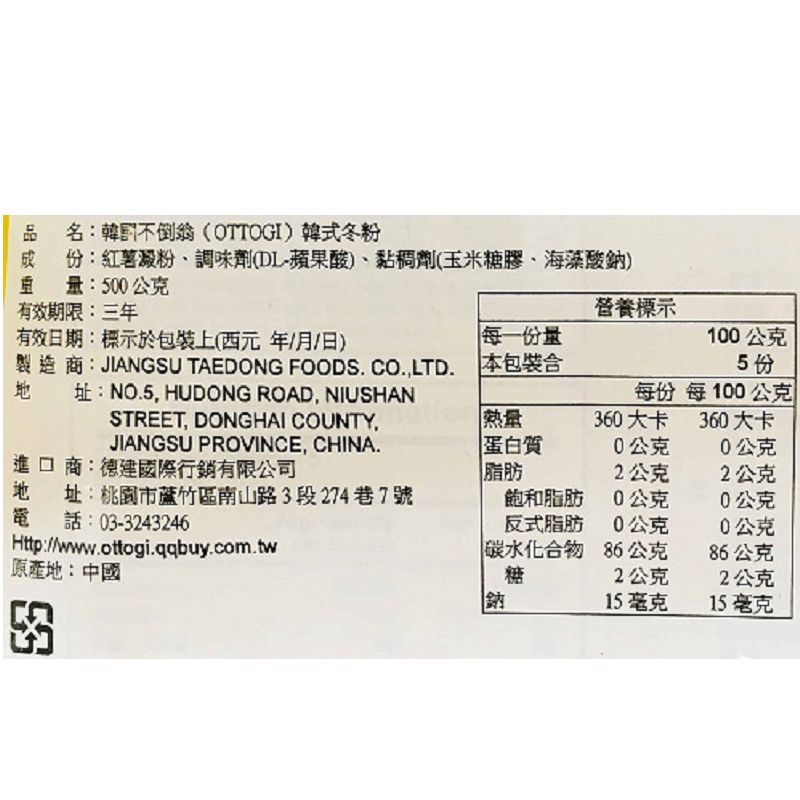 品　名：韓国不倒翁（OTTOGI）韓式冬粉
成　份：紅薯澱粉、調味劑(DL-蘋果酸)、黏稠劑(玉米糖膠、海藻酸鈉)
重　量：500 公克
有效期限：三年
有效日期：標示於包裝上(西元 年/月/日)
製 造 商：JIANGSU TAEDONG FOODS. CO.,LTD.
地　址：NO.5, HUDONG ROAD, NIUSHAN
STREET, DONGHAI COUNTY,
JIANGSU PROVINCE, CHINA.
進 口 商：德建國際行銷有限公司
地　址：桃園市蘆竹區南山路 3 段 274 巷 7 號
電　話：03-3243246
Http://www.ottogi.qqbuy.com.tw
原產地：中國
營養標示
每一份量 100 公克
本包裝含 5 份
每份 每 100 公克
熱量 360 大卡 360 大卡
蛋白質 0 公克 0 公克
脂肪 2 公克 2 公克
飽和脂肪 0 公克 0 公克
反式脂肪 0 公克 0 公克
碳水化合物 86 公克 86 公克
糖 2 公克 2 公克
鈉 15 毫克 15 毫克